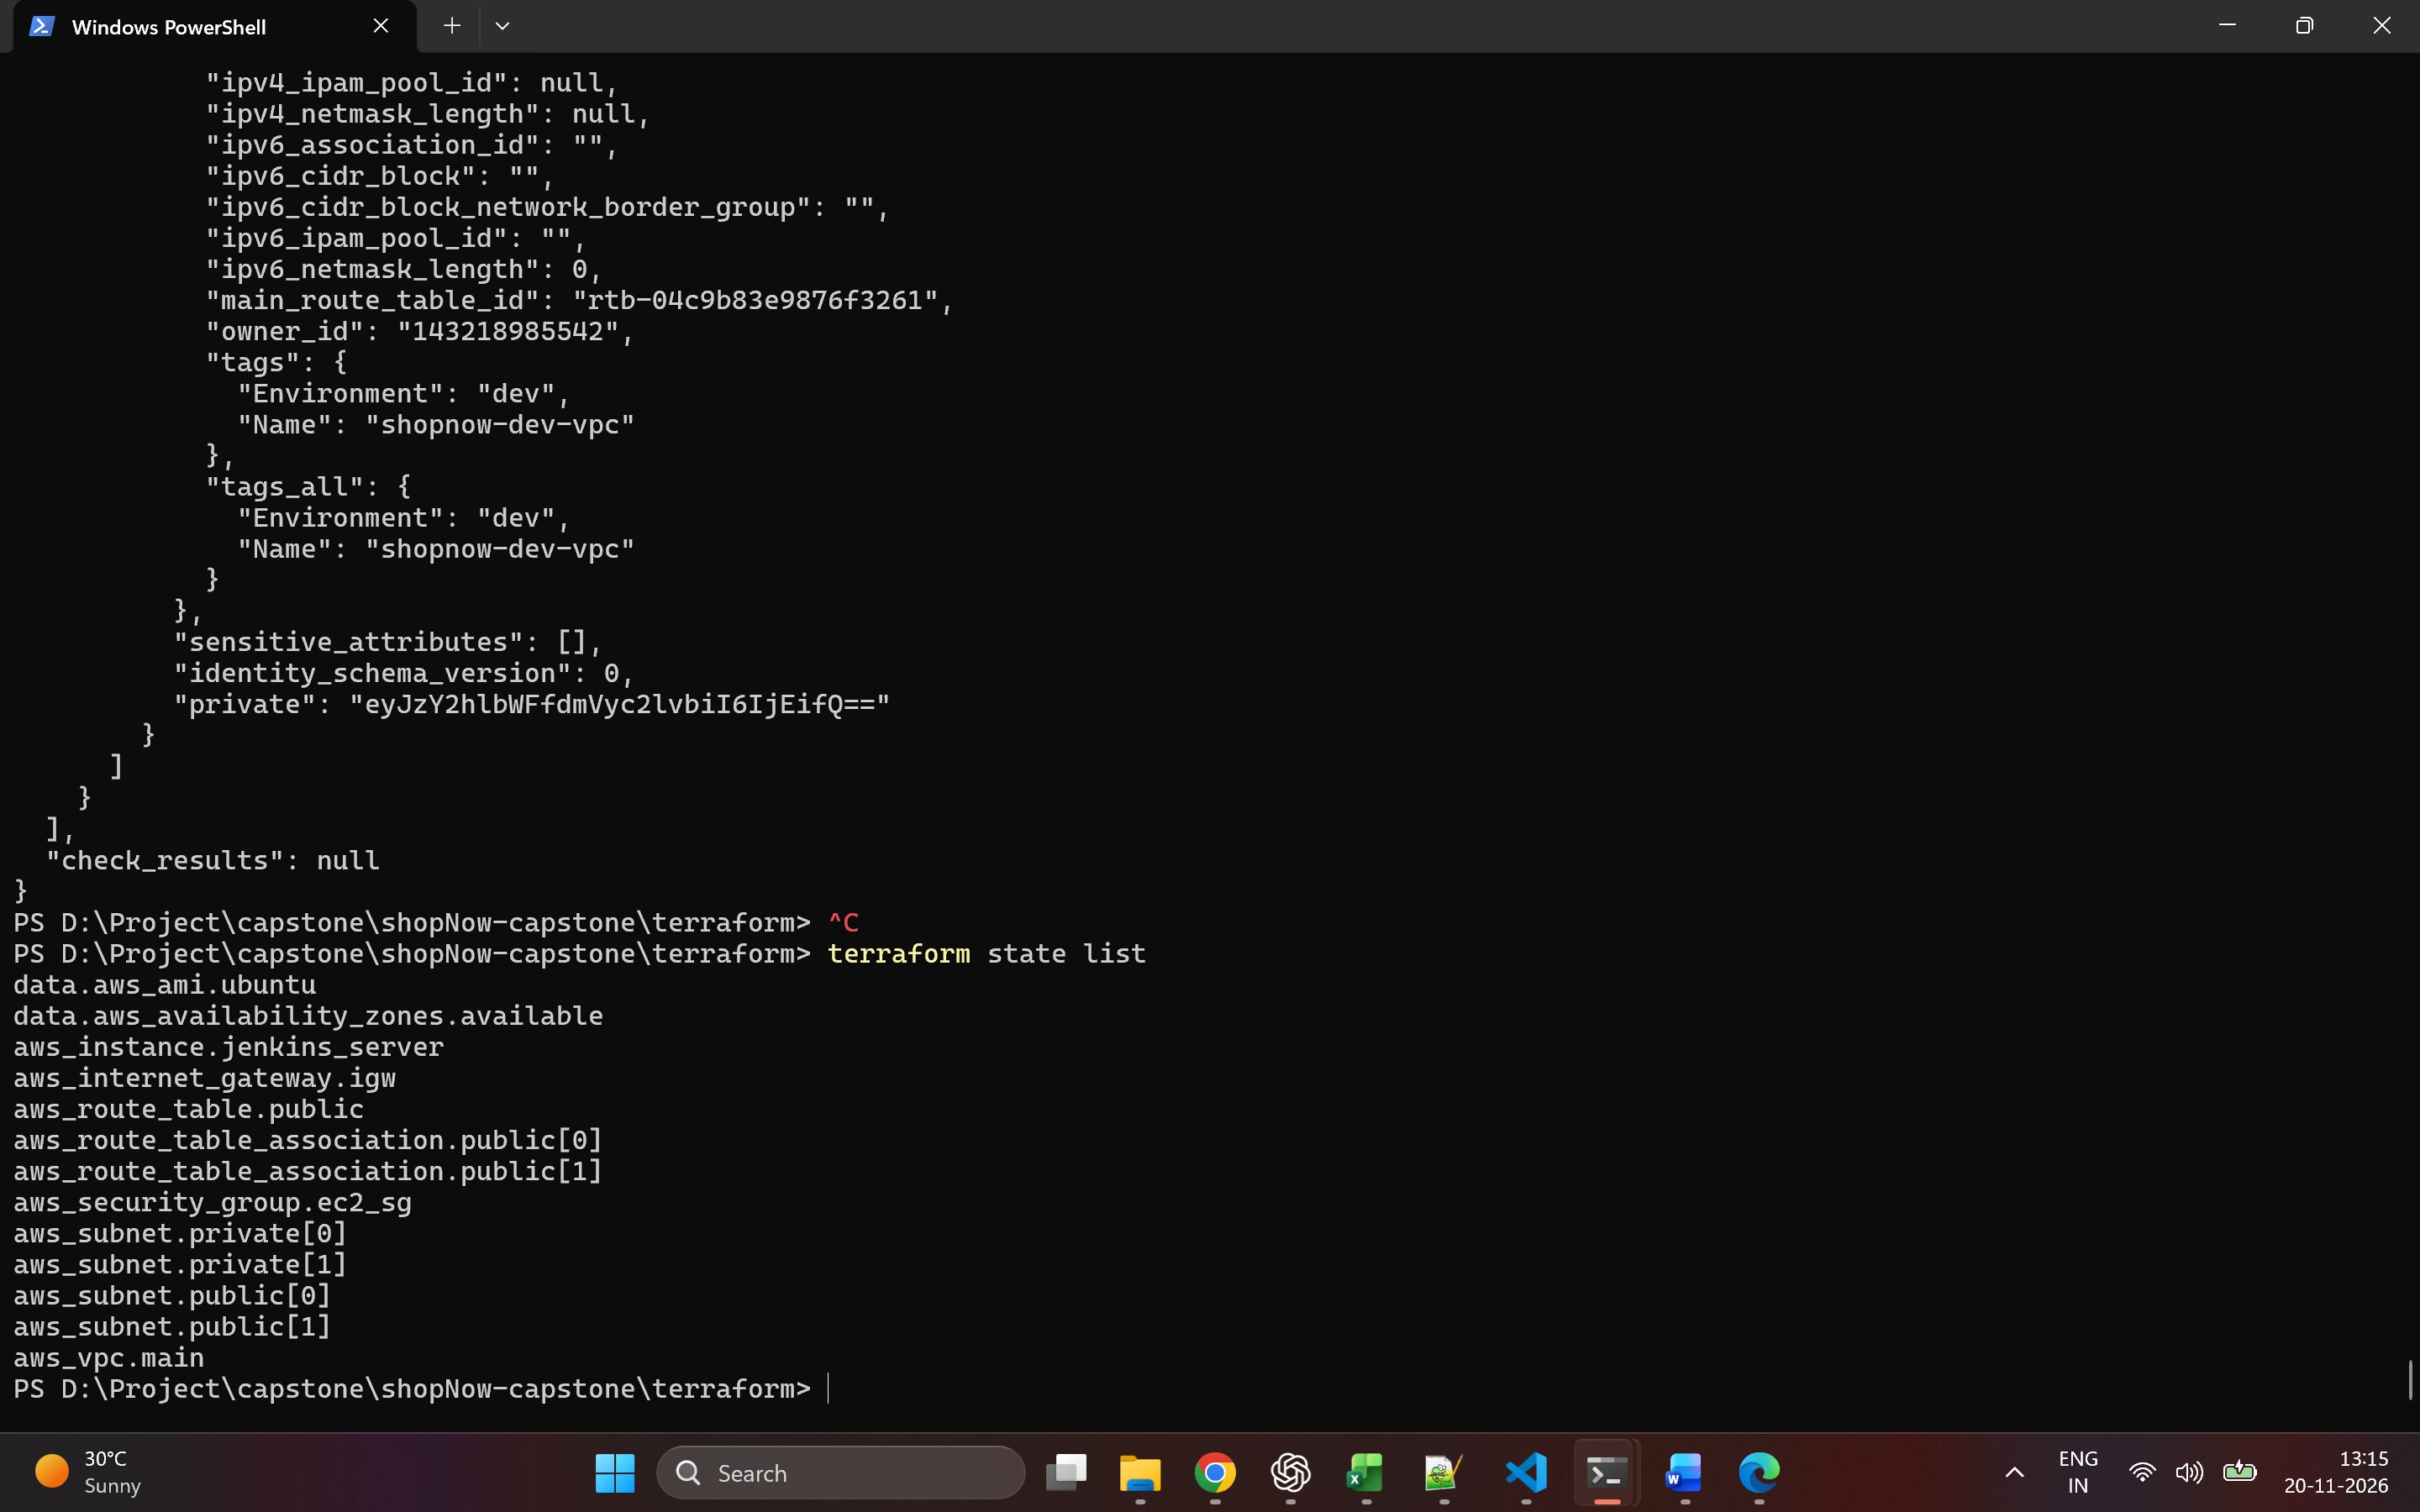 Windows PowerShell
"ipv4_ipam_pool_id": null,
"ipv4_netmask_length": null,
"ipv6_association_id": "",
"ipv6_cidr_block": "",
"ipv6_cidr_block_network_border_group": "",
"ipv6_ipam_pool_id": "",
"ipv6_netmask_length": 0,
"main_route_table_id": "rtb-04c9b83e9876f3261",
"owner_id": "143218985542",
"tags": {
"Environment": "dev",
"Name": "shopnow-dev-vpc"
},
"tags_all": {
"Environment": "dev",
"Name": "shopnow-dev-vpc"
}
},
"sensitive_attributes": [],
"identity_schema_version": 0,
"private": "eyJzY2hlbWFfdmVyc2lvbiI6IjEifQ=="
}
]
}
],
"check_results": null
}
PS D:\Project\capstone\shopNow-capstone\terraform> ^C
PS D:\Project\capstone\shopNow-capstone\terraform> terraform state list
data.aws_ami.ubuntu
data.aws_availability_zones.available
aws_instance.jenkins_server
aws_internet_gateway.igw
aws_route_table.public
aws_route_table_association.public[0]
aws_route_table_association.public[1]
aws_security_group.ec2_sg
aws_subnet.private[0]
aws_subnet.private[1]
aws_subnet.public[0]
aws_subnet.public[1]
aws_vpc.main
PS D:\Project\capstone\shopNow-capstone\terraform>
30°C
Sunny
Search
ENG
IN
13:15
20-11-2026